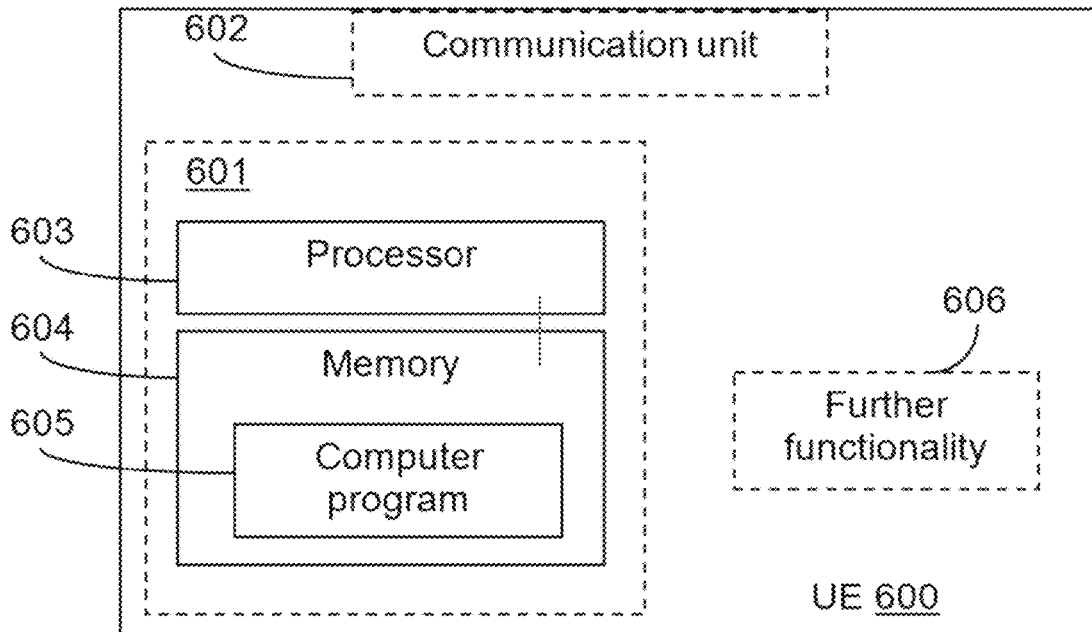 602
Communication unit
601
603
Processor
604
Memory
606
605
Computer
program
Further
functionality
UE 600